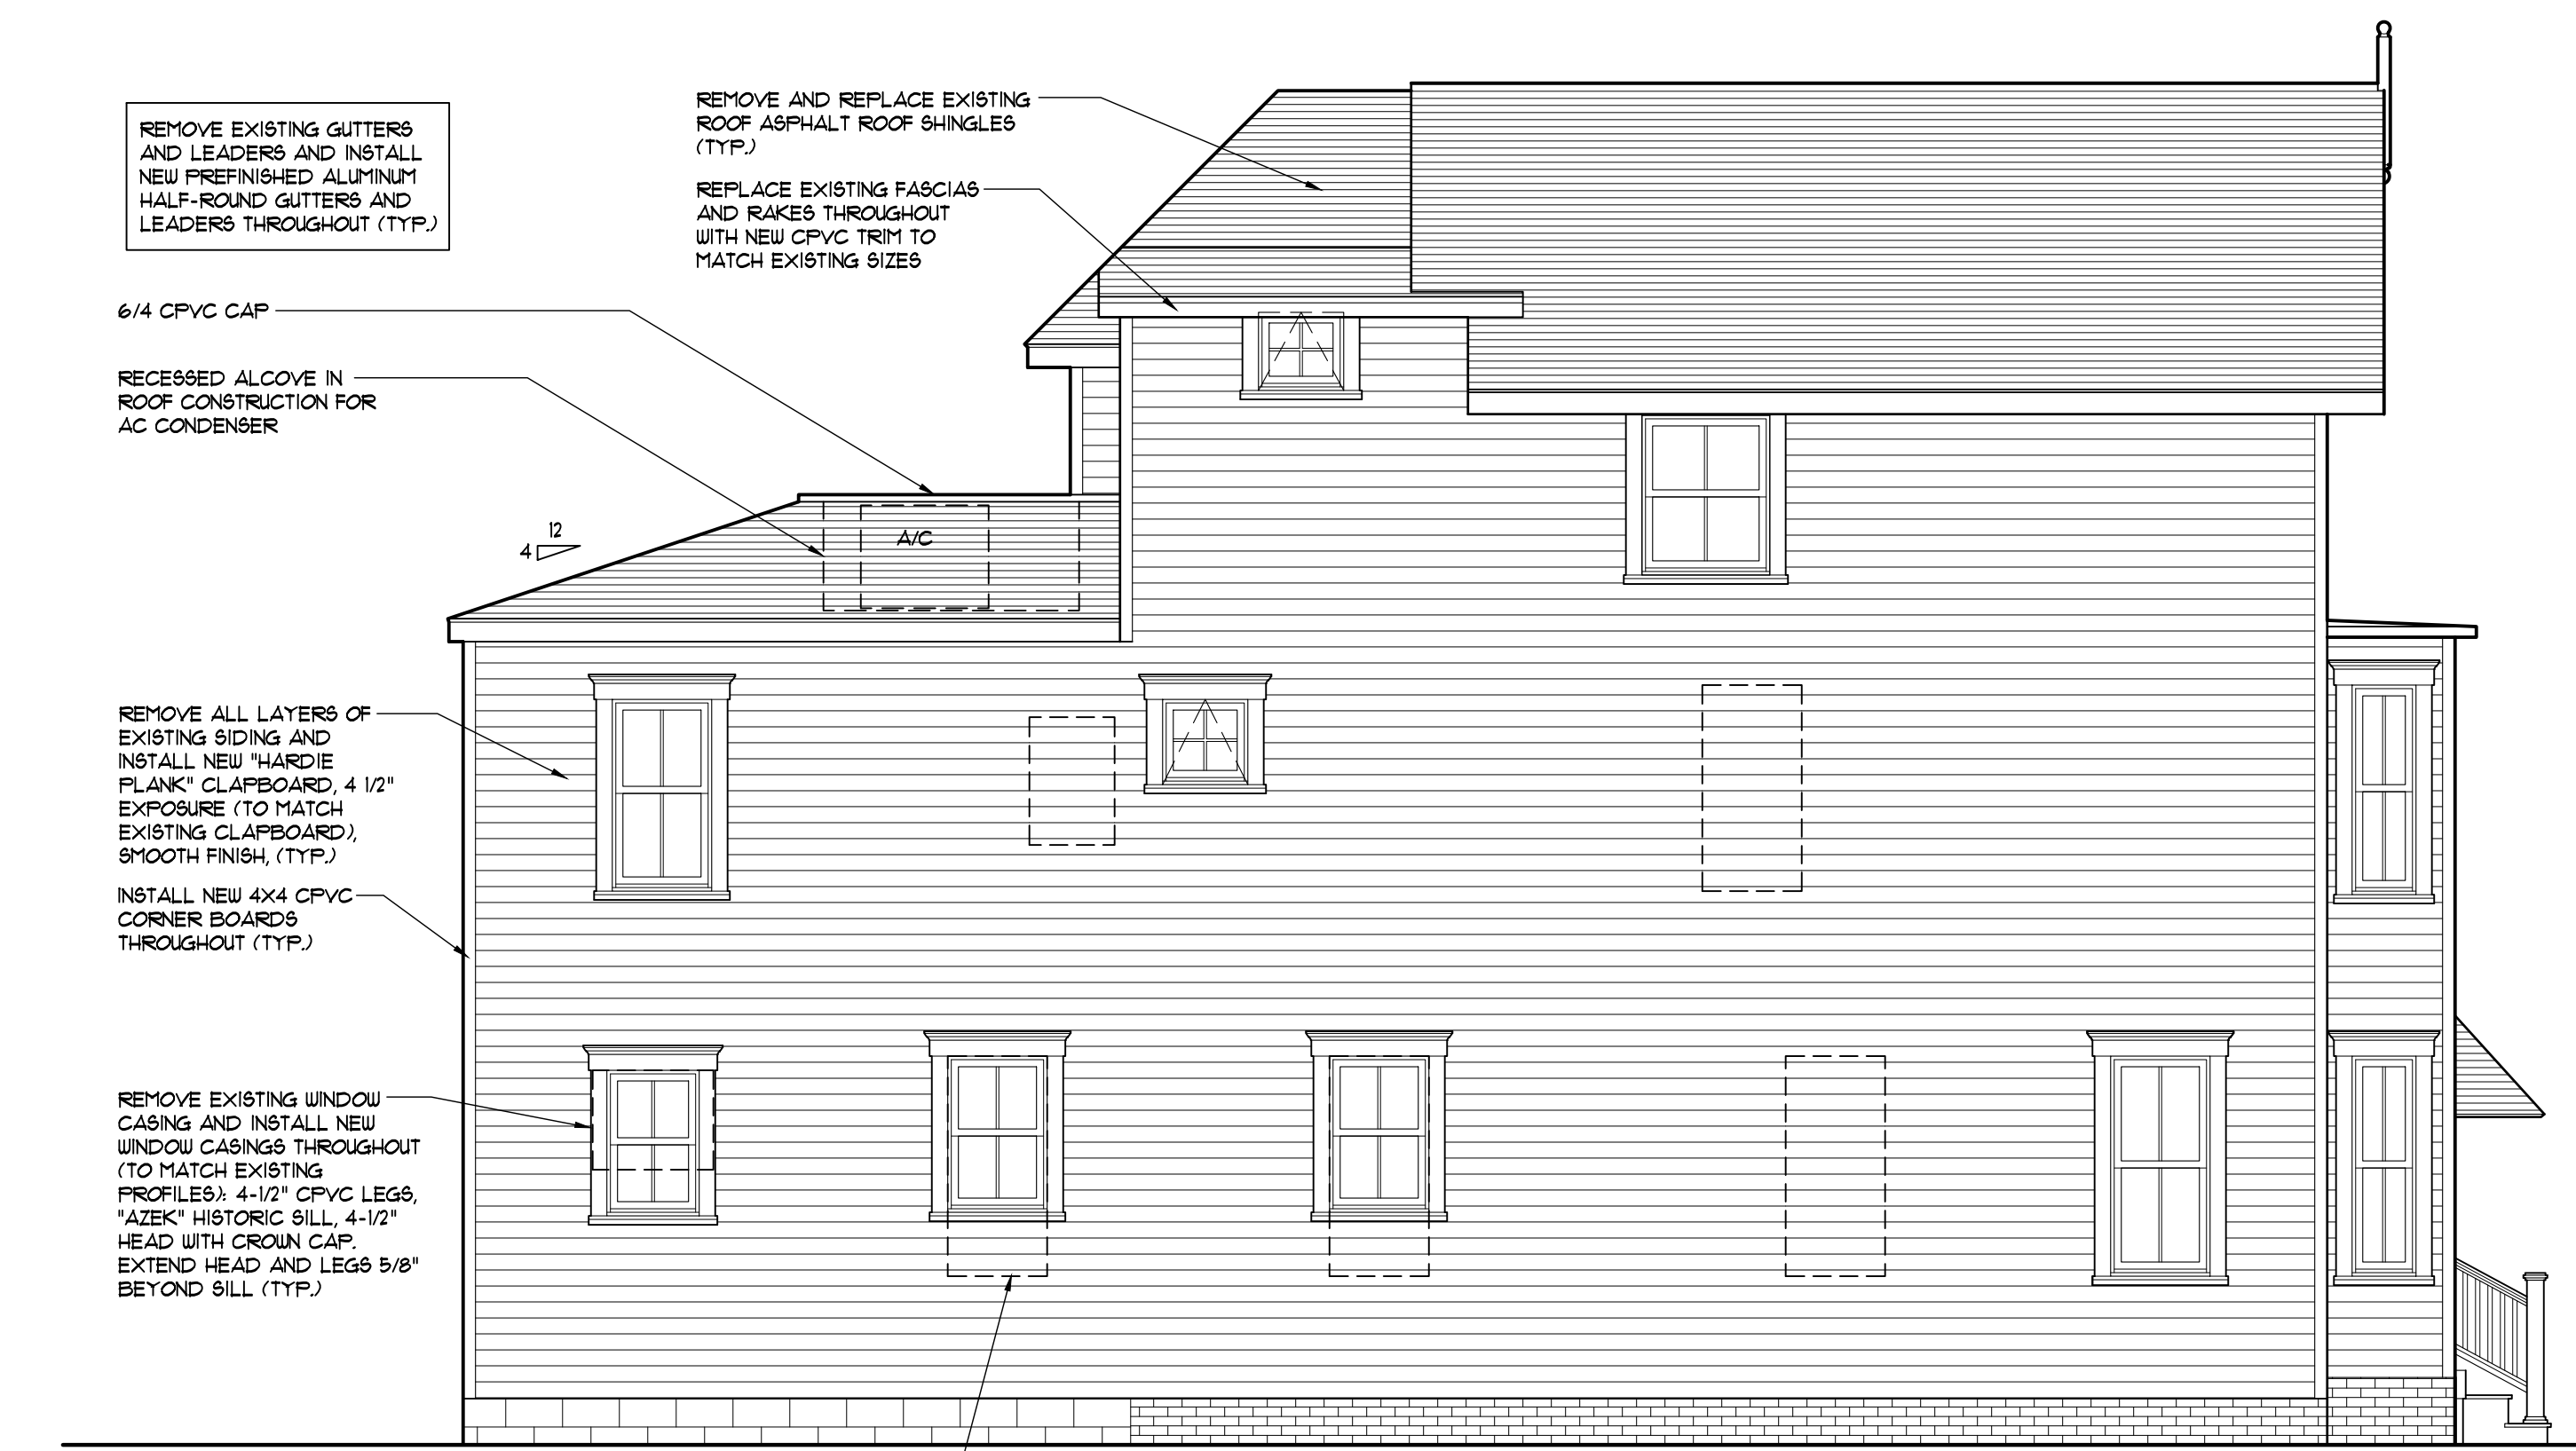 REMOVE EXISTING GUTTERS
AND LEADERS AND INSTALL
NEW PREFINISHED ALUMINUM
HALF-ROUND GUTTERS AND
LEADERS THROUGHOUT (TYP.)
REMOVE AND REPLACE EXISTING
ROOF ASPHALT ROOF SHINGLES
(TYP.)
REPLACE EXISTING FASCIAS
AND RAKES THROUGHOUT
WITH NEW CPVC TRIM TO
MATCH EXISTING SIZES
6/4 CPVC CAP
RECESSED ALCOVE IN
ROOF CONSTRUCTION FOR
AC CONDENSER
12
4
A/C
REMOVE ALL LAYERS OF
EXISTING SIDING AND
INSTALL NEW "HARDIE
PLANK" CLAPBOARD, 4 1/2"
EXPOSURE (TO MATCH
EXISTING CLAPBOARD),
SMOOTH FINISH, (TYP.)
INSTALL NEW 4X4 CPVC
CORNER BOARDS
THROUGHOUT (TYP.)
REMOVE EXISTING WINDOW
CASING AND INSTALL NEW
WINDOW CASINGS THROUGHOUT
(TO MATCH EXISTING
PROFILES): 4-1/2" CPVC LEGS,
"AZEK" HISTORIC SILL, 4-1/2"
HEAD WITH CROWN CAP.
EXTEND HEAD AND LEGS 5/8"
BEYOND SILL (TYP.)